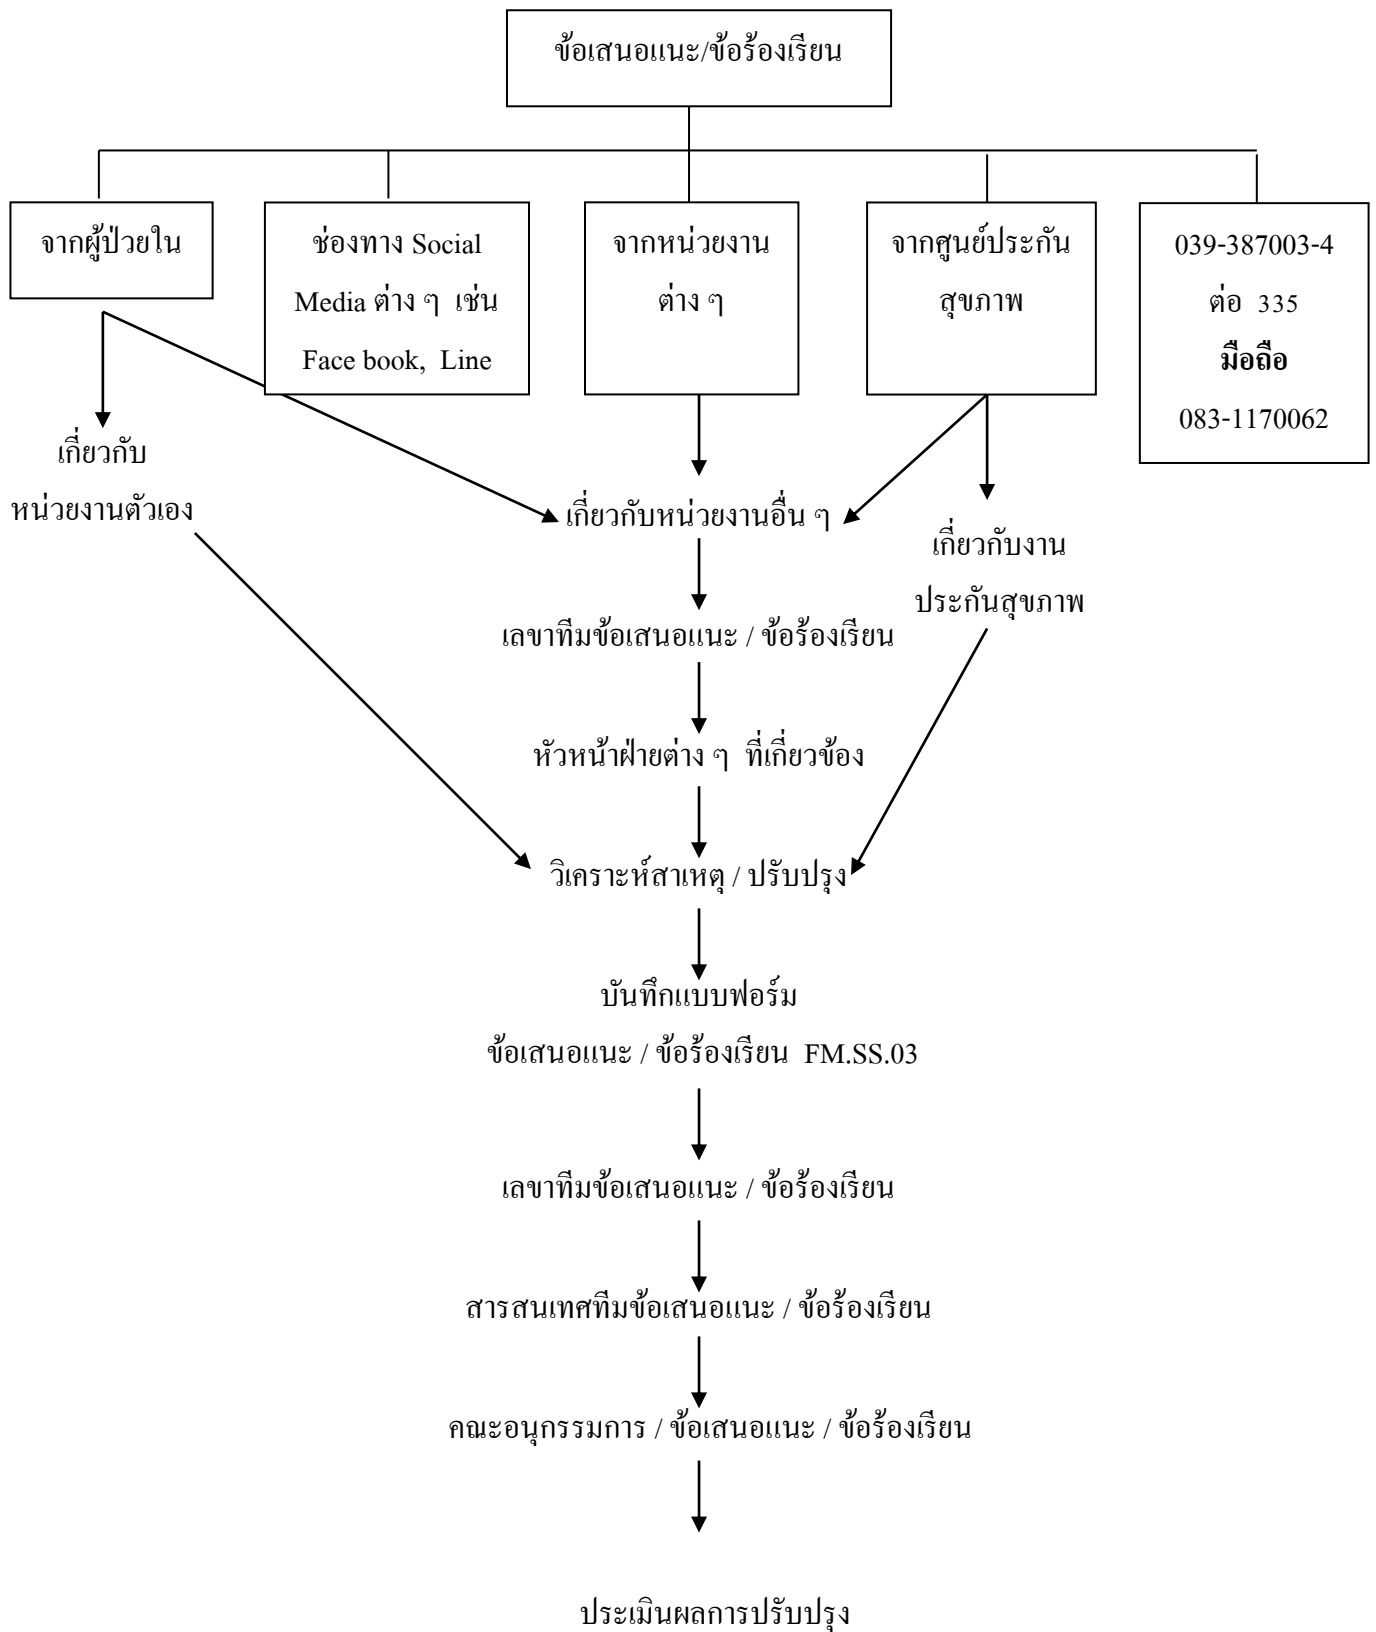 ข้อเสนอแนะ/ข้อร้องเรียน
จากผู้ป่วยใน
ช่องทาง Social
Media ต่าง ๆ เช่น
Face book, Line
จากหน่วยงาน
ต่าง ๆ
จากศูนย์ประกัน
สุขภาพ
039-387003-4
ต่อ 335
มือถือ
083-1170062
เกี่ยวกับ
หน่วยงานตัวเอง
เกี่ยวกับหน่วยงานอื่น ๆ
เกี่ยวกับงาน
ประกันสุขภาพ
เลขาทีมข้อเสนอแนะ / ข้อร้องเรียน
หัวหน้าฝ่ายต่าง ๆ ที่เกี่ยวข้อง
วิเคราะห์สาเหตุ / ปรับปรุง
บันทึกแบบฟอร์ม
ข้อเสนอแนะ / ข้อร้องเรียน FM.SS.03
เลขาทีมข้อเสนอแนะ / ข้อร้องเรียน
สารสนเทศทีมข้อเสนอแนะ / ข้อร้องเรียน
คณะอนุกรรมการ / ข้อเสนอแนะ / ข้อร้องเรียน
ประเมินผลการปรับปรุง